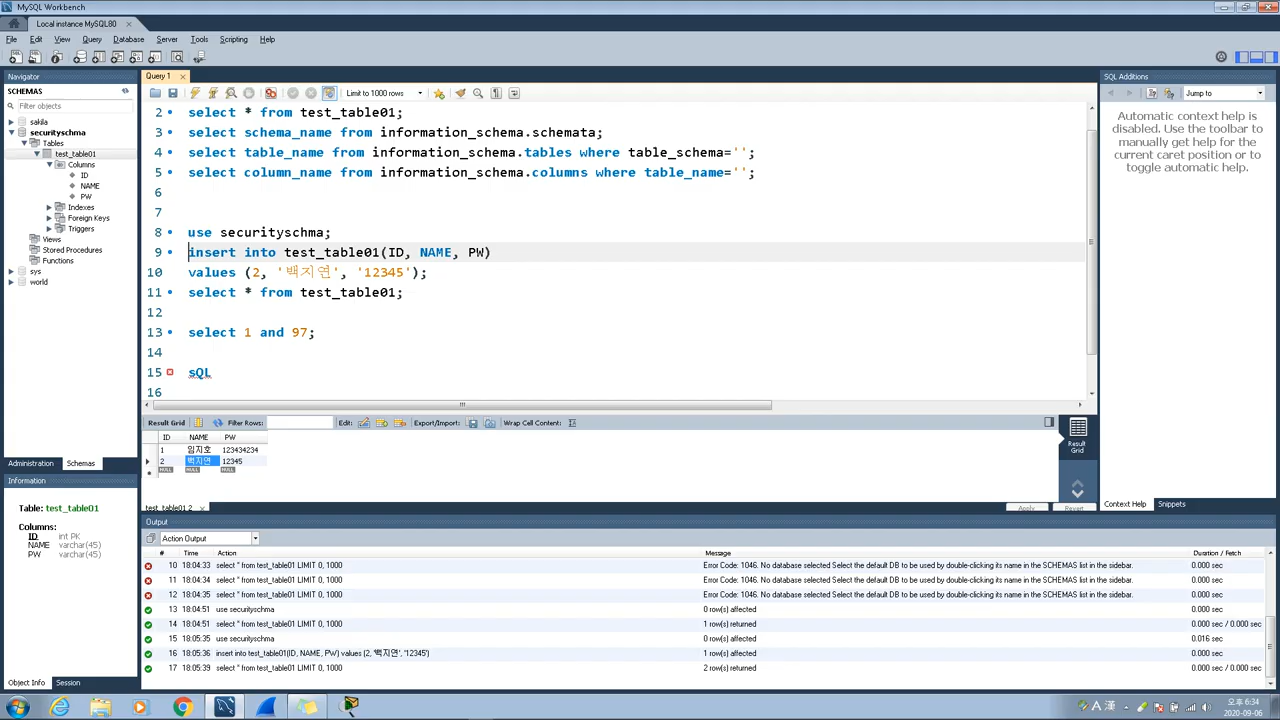 MySQL Workbench
Local instance MySQL80
File Edit View Query Database Server Tools Scripting Help
Navigator
SCHEMAS
Filter objects
sakila
securityschma
Tables
test_table01
Columns
ID
NAME
PW
Indexes
Foreign Keys
Triggers
Views
Stored Procedures
Functions
sys
world
Administration Schemas
Information
Table: test_table01
Columns:
ID int PK
NAME varchar(45)
PW varchar(45)
Object Info Session
Query 1
Limit to 1000 rows
2 select * from test_table01;
3 select schema_name from information_schema.schemata;
4 select table_name from information_schema.tables where table_schema='';
5 select column_name from information_schema.columns where table_name='';
6
7
8 use securityschma;
9 insert into test_table01(ID, NAME, PW)
10 values (2, '백지연', '12345');
11 select * from test_table01;
12
13 select 1 and 97;
14
15 sQL
16
Result Grid Filter Rows: Edit: Export/Import: Wrap Cell Content:
ID NAME PW
1 임지호 123434234
2 백지연 12345
NULL NULL NULL
Result Grid
test_table01 2
Apply Revert
Output
Action Output
# Time Action Message Duration / Fetch
10 18:04:33 select * from test_table01 LIMIT 0, 1000 Error Code: 1046. No database selected Select the default DB to be used by double-clicking its name in the SCHEMAS list in the sidebar. 0.000 sec
11 18:04:34 select * from test_table01 LIMIT 0, 1000 Error Code: 1046. No database selected Select the default DB to be used by double-clicking its name in the SCHEMAS list in the sidebar. 0.000 sec
12 18:04:35 select * from test_table01 LIMIT 0, 1000 Error Code: 1046. No database selected Select the default DB to be used by double-clicking its name in the SCHEMAS list in the sidebar. 0.000 sec
13 18:04:51 use securityschma 0 row(s) affected 0.000 sec
14 18:04:51 select * from test_table01 LIMIT 0, 1000 1 row(s) returned 0.000 sec / 0.000 sec
15 18:05:35 use securityschma 0 row(s) affected 0.016 sec
16 18:05:36 insert into test_table01(ID, NAME, PW) values (2, '백지연', '12345') 1 row(s) affected 0.000 sec
17 18:05:39 select * from test_table01 LIMIT 0, 1000 2 row(s) returned 0.000 sec / 0.000 sec
SQL Additions
Jump to
Automatic context help is
disabled. Use the toolbar to
manually get help for the
current caret position or to
toggle automatic help.
Context Help Snippets
A 漢
오후 6:34
2020-09-06